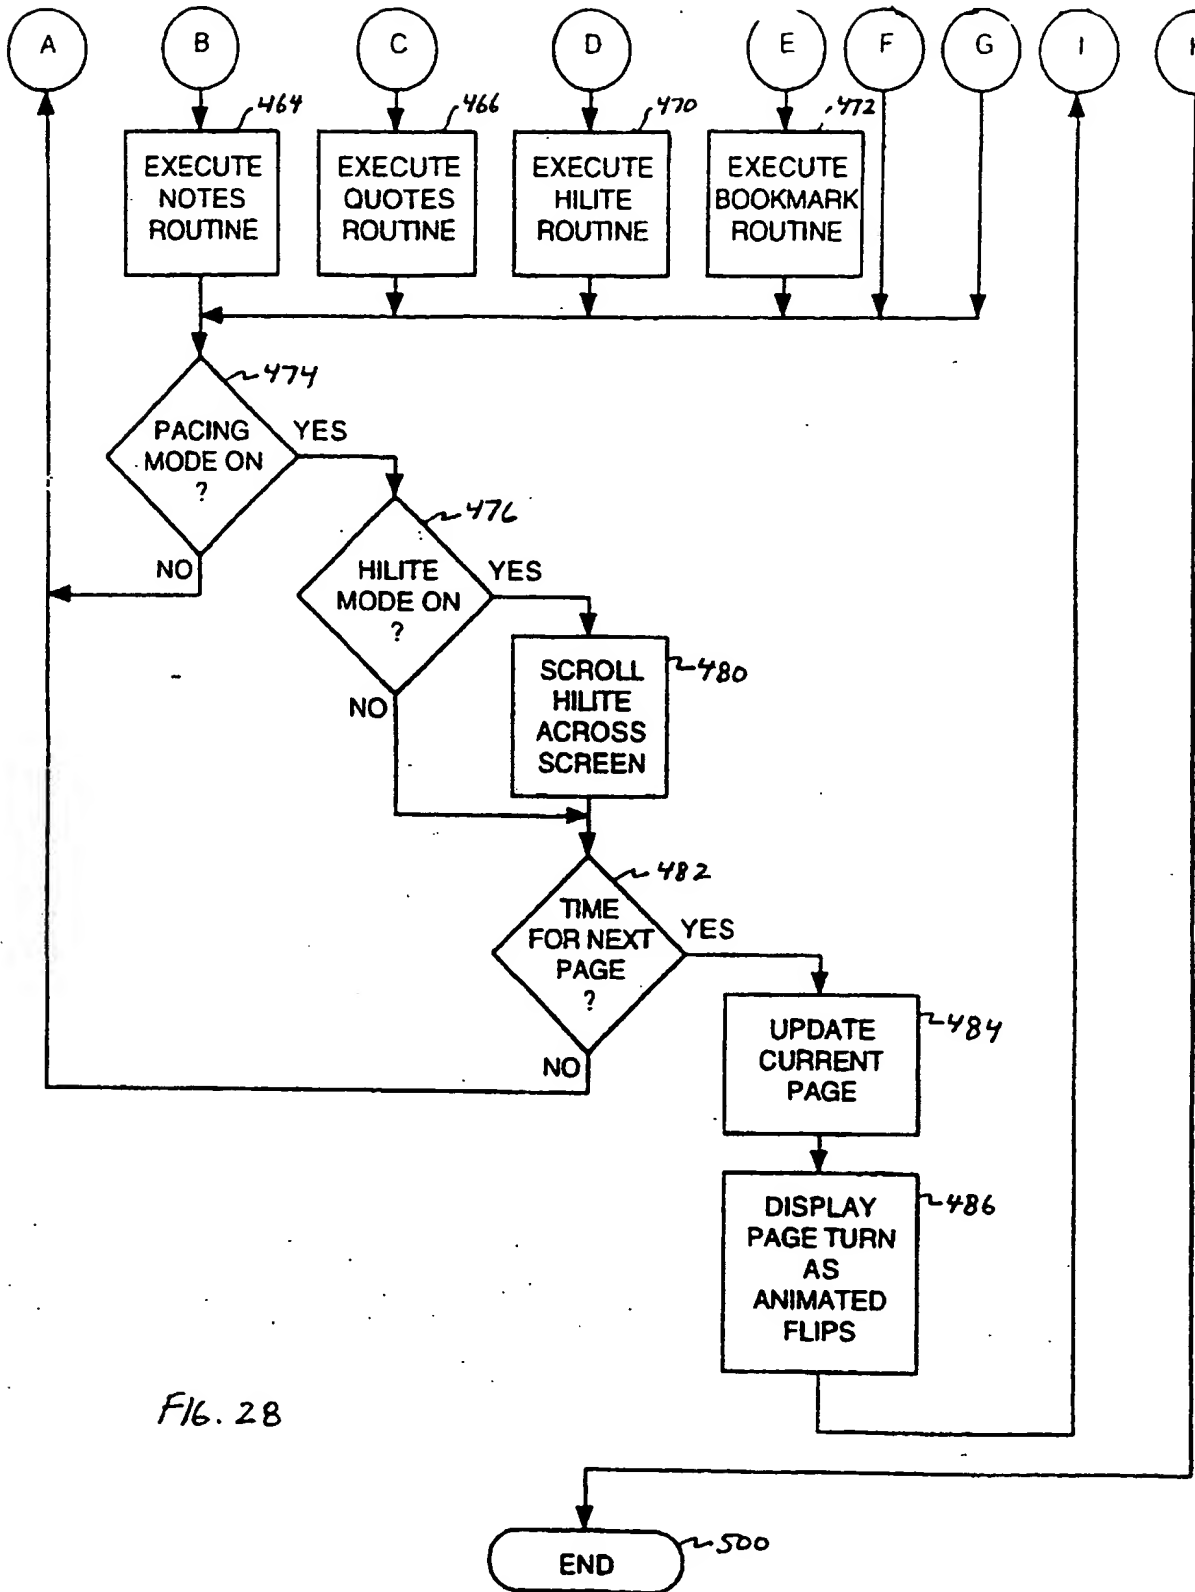 A B C D E F G I
464 466 470 472
EXECUTE
NOTES
ROUTINE
EXECUTE
QUOTES
ROUTINE
EXECUTE
HILITE
ROUTINE
EXECUTE
BOOKMARK
ROUTINE
474
PACING
MODE ON
?
YES
NO
476
HILITE
MODE ON
?
YES
NO
480
SCROLL
HILITE
ACROSS
SCREEN
482
TIME
FOR NEXT
PAGE
?
YES
NO
484
UPDATE
CURRENT
PAGE
486
DISPLAY
PAGE TURN
AS
ANIMATED
FLIPS
FIG. 28
500
END